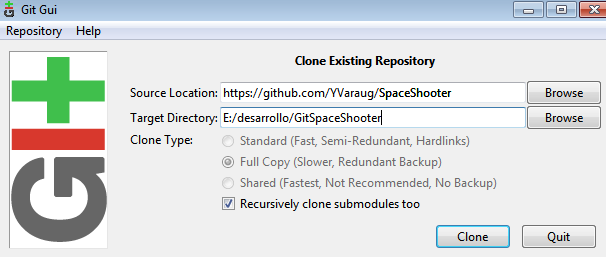 Git Gui
Repository Help
Clone Existing Repository
Source Location: https://github.com/YVaraug/SpaceShooter Browse
Target Directory: E:/desarrollo/GitSpaceShooter Browse
Clone Type: Standard (Fast, Semi-Redundant, Hardlinks)
Full Copy (Slower, Redundant Backup)
Shared (Fastest, Not Recommended, No Backup)
Recursively clone submodules too
Clone Quit